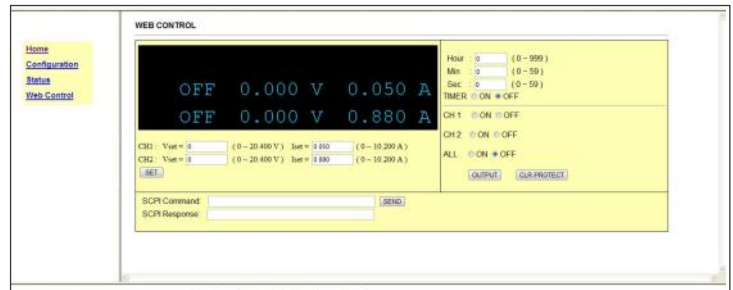 WEB CONTROL
Home
Configuration
Status
Web Control
OFF 0.000 V 0.050 A
OFF 0.000 V 0.880 A
CH1: Vset = 0 (0 ~ 20.400 V) Iset = 0.050 (0 ~ 10.200 A)
CH2: Vset = 0 (0 ~ 20.400 V) Iset = 0.880 (0 ~ 10.200 A)
SET
Hour : 0 (0 ~ 999)
Min : 0 (0 ~ 59)
Sec : 0 (0 ~ 59)
TIMER ON OFF
CH 1 ON OFF
CH 2 ON OFF
ALL ON OFF
OUTPUT CLR PROTECT
SCPI Command: SEND
SCPI Response: